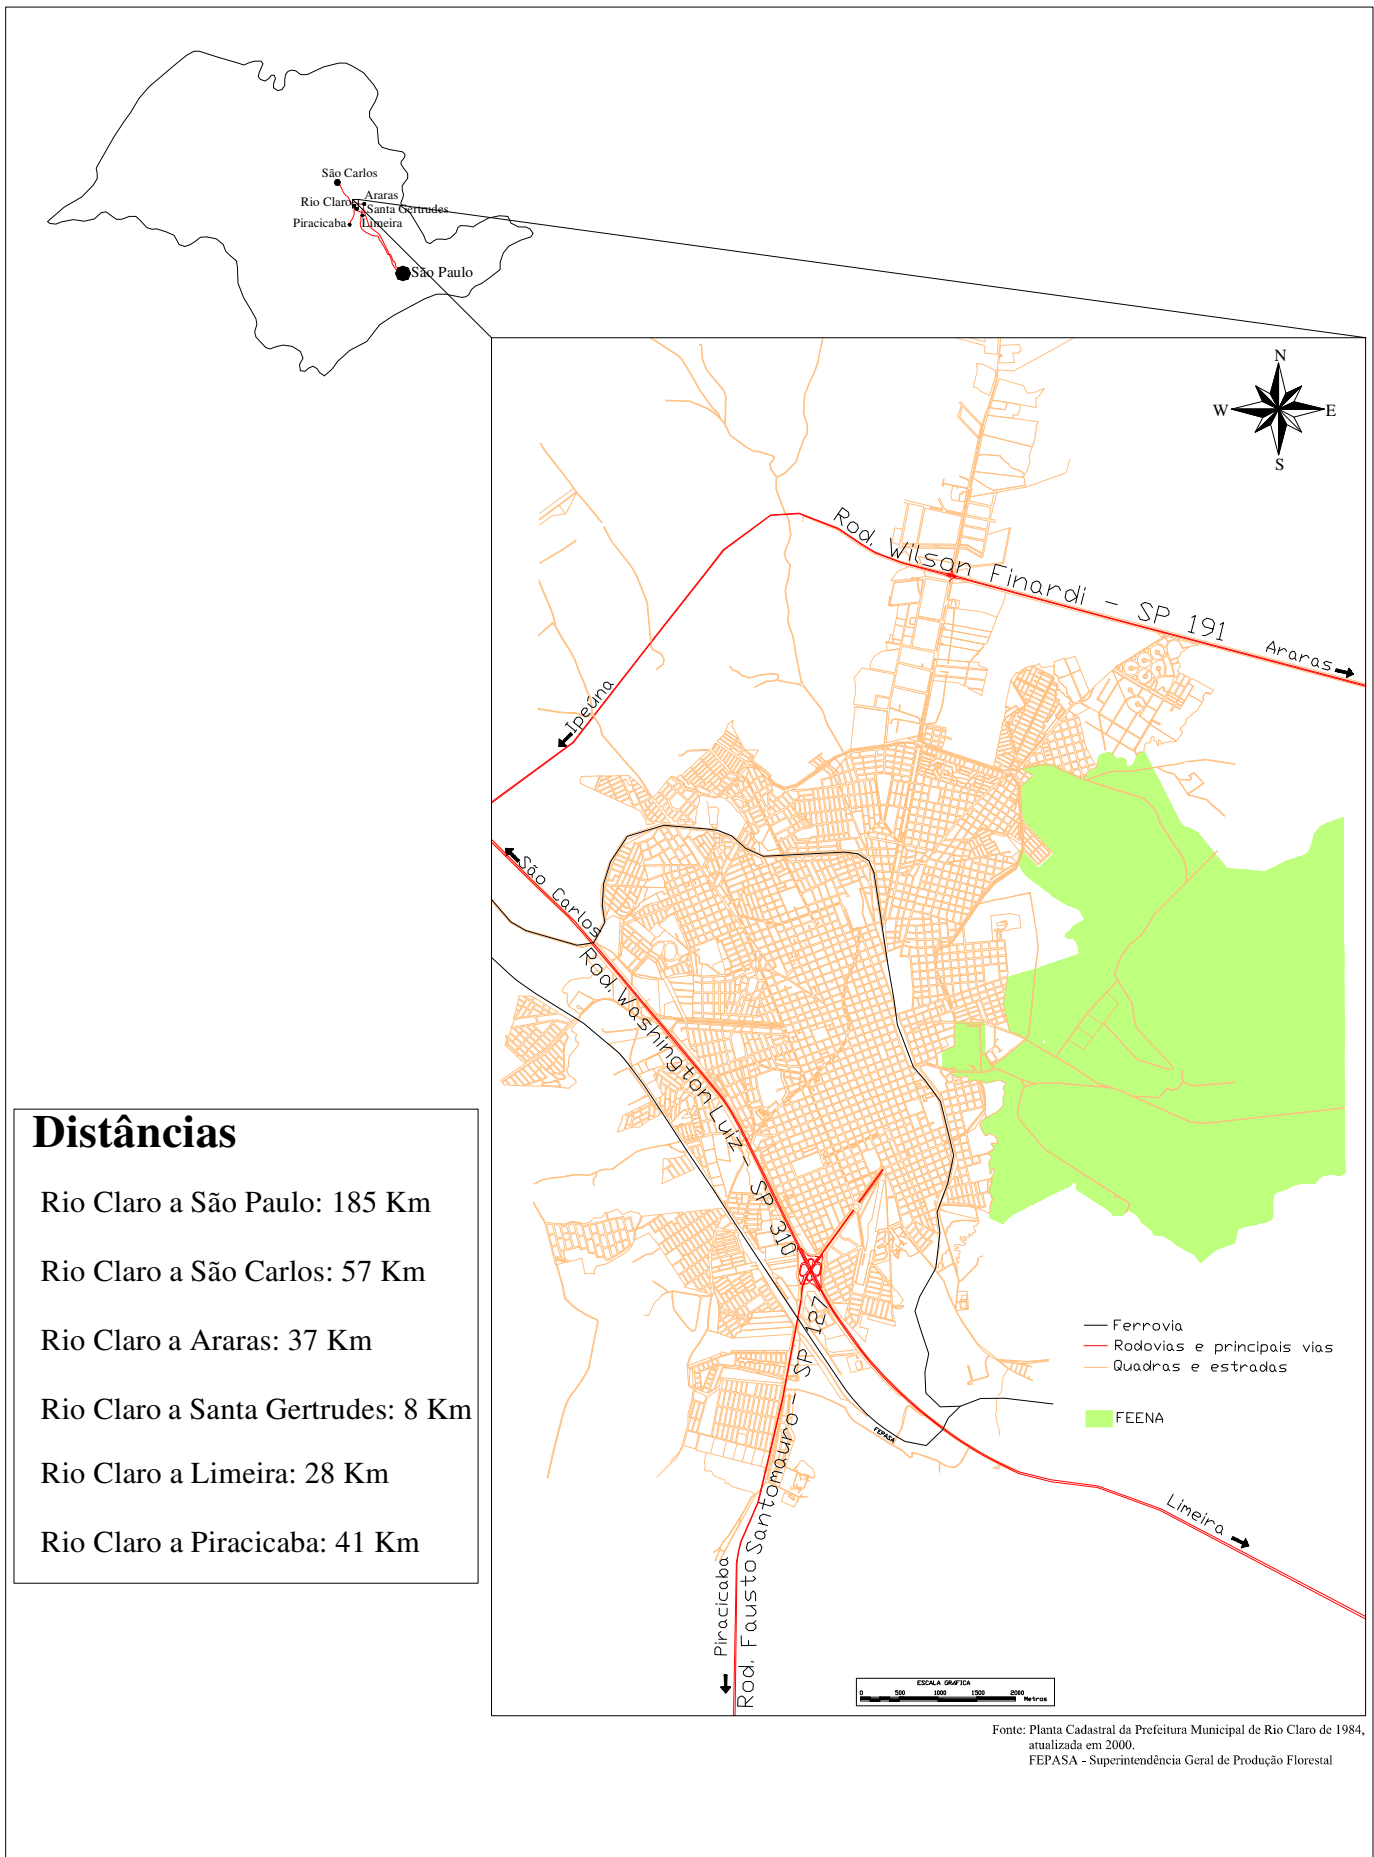 São Carlos
Rio Claro
Araras
Santa Gertrudes
Piracicaba
Limeira
São Paulo
N
W
E
S
Rod. Wilson Finardi - SP 191
Araras
Ipeúna
São Carlos
Rod. Washington Luiz - SP 310
Distâncias
Rio Claro a São Paulo: 185 Km
Rio Claro a São Carlos: 57 Km
Rio Claro a Araras: 37 Km
Rio Claro a Santa Gertrudes: 8 Km
Rio Claro a Limeira: 28 Km
Rio Claro a Piracicaba: 41 Km
Ferrovia
Rodovias e principais vias
Quadras e estradas
FEENA
FEPASA
Limeira
Piracicaba
Rod. Fausto Santomauro - SP 127
ESCALA GRÁFICA
0 500 1000 1500 2000
Metros
Fonte: Planta Cadastral da Prefeitura Municipal de Rio Claro de 1984,
atualizada em 2000.
FEPASA - Superintendência Geral de Produção Florestal